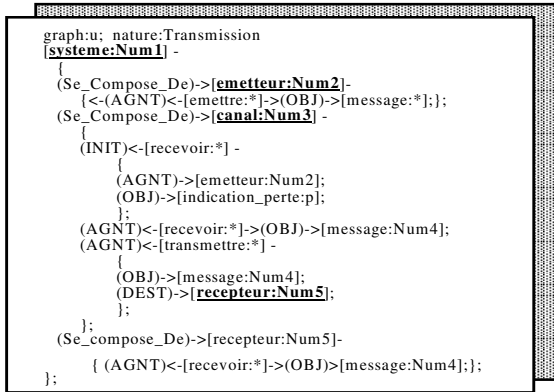 graph:u; nature:Transmission
[systeme:Num1] -
{
(Se_Compose_De)->[emetteur:Num2]-
{<-(AGNT)<-[emettre:*]->(OBJ)->[message:*];};
(Se_Compose_De)->[canal:Num3] -
{
(INIT)<-[recevoir:*] -
{
(AGNT)->[emetteur:Num2];
(OBJ)->[indication_perte:p];
};
(AGNT)<-[recevoir:*]->(OBJ)->[message:Num4];
(AGNT)<-[transmettre:*] -
{
(OBJ)->[message:Num4];
(DEST)->[recepteur:Num5];
};
};
(Se_compose_De)->[recepteur:Num5]-
{ (AGNT)<-[recevoir:*]->(OBJ)>[message:Num4];};
};